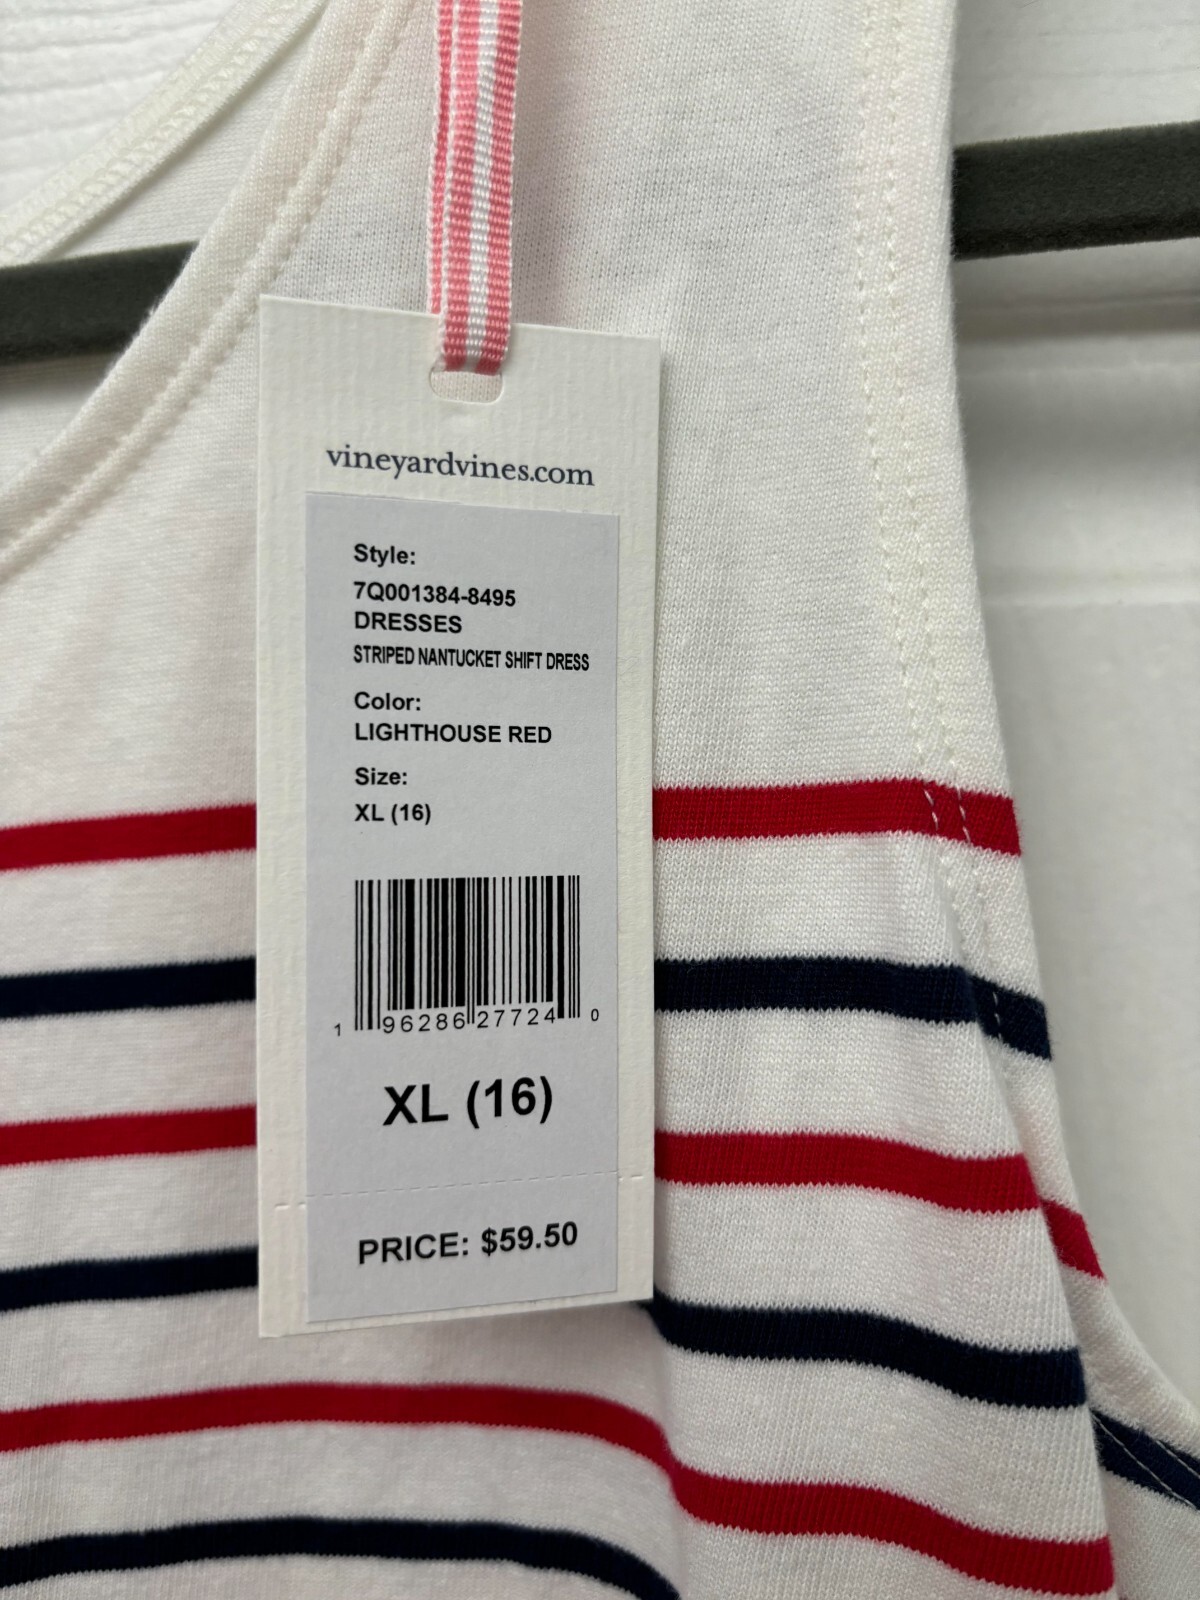 vineyardvines.com
Style:
7Q001384-8495
DRESSES
STRIPED NANTUCKET SHIFT DRESS
Color:
LIGHTHOUSE RED
Size:
XL (16)
1 96286 27724 0
XL (16)
PRICE: $59.50